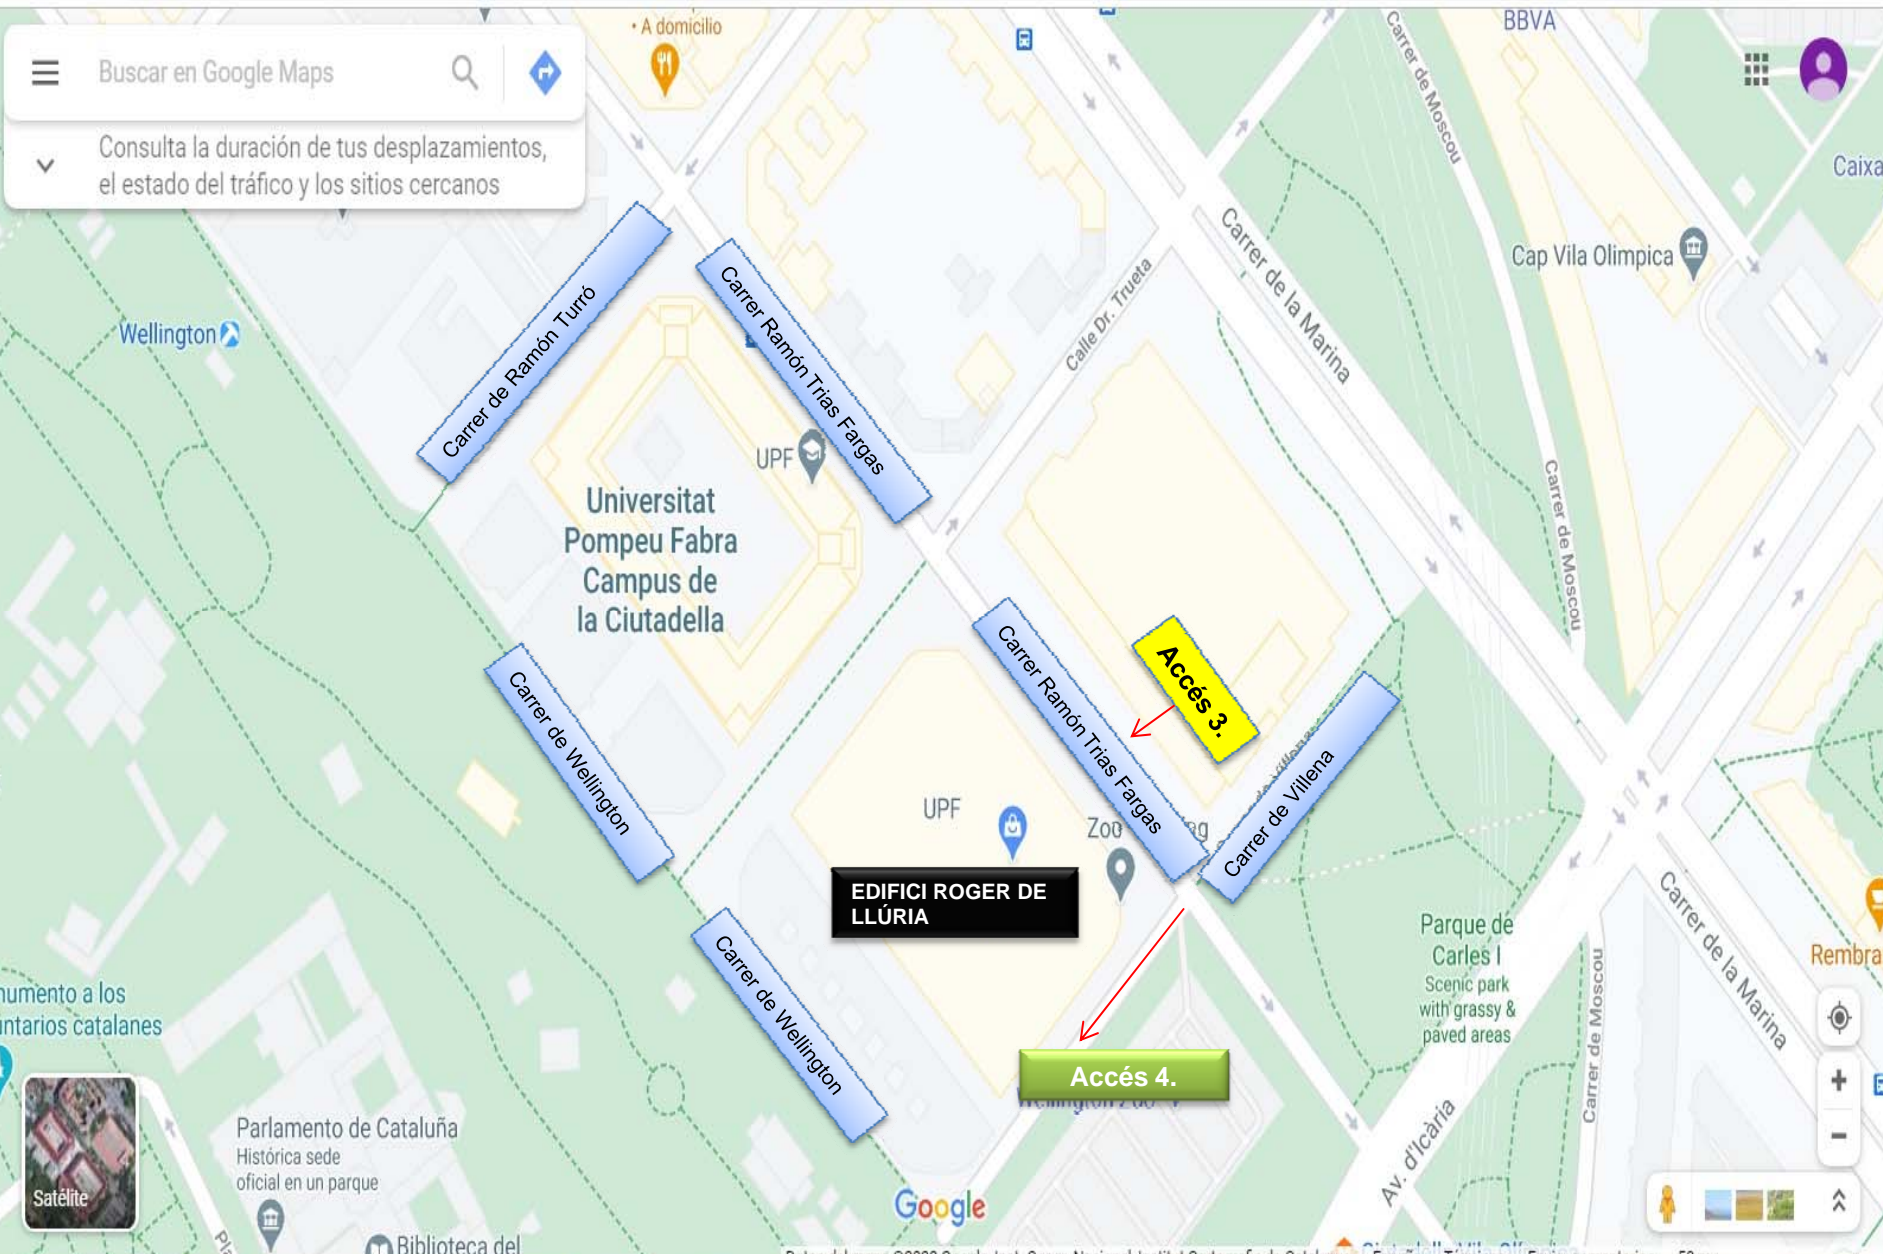 • A domicilio
BBVA
Buscar en Google Maps
Consulta la duración de tus desplazamientos,
el estado del tráfico y los sitios cercanos
Carrer de Moscou
Caixa
Carrer de la Marina
Cap Vila Olimpica
Calle Dr. Trueta
Wellington
Carrer de Ramón Turró
Carrer Ramón Trias Fargas
UPF
Universitat
Pompeu Fabra
Campus de
la Ciutadella
Carrer de Moscou
Carrer Ramón Trias Fargas
Accés 3.
Carrer de Wellington
Carrer de Villena
UPF
Zoo
EDIFICI ROGER DE
LLÚRIA
Carrer de Wellington
Parque de
Carles I
Scenic park
with grassy &
paved areas
Carrer de la Marina
Carrer de Moscou
Rembra
numento a los
untarios catalanes
Accés 4.
Wellington Zoo
Av. d'Icària
Parlamento de Cataluña
Histórica sede
oficial en un parque
Satélite
Google
Biblioteca del